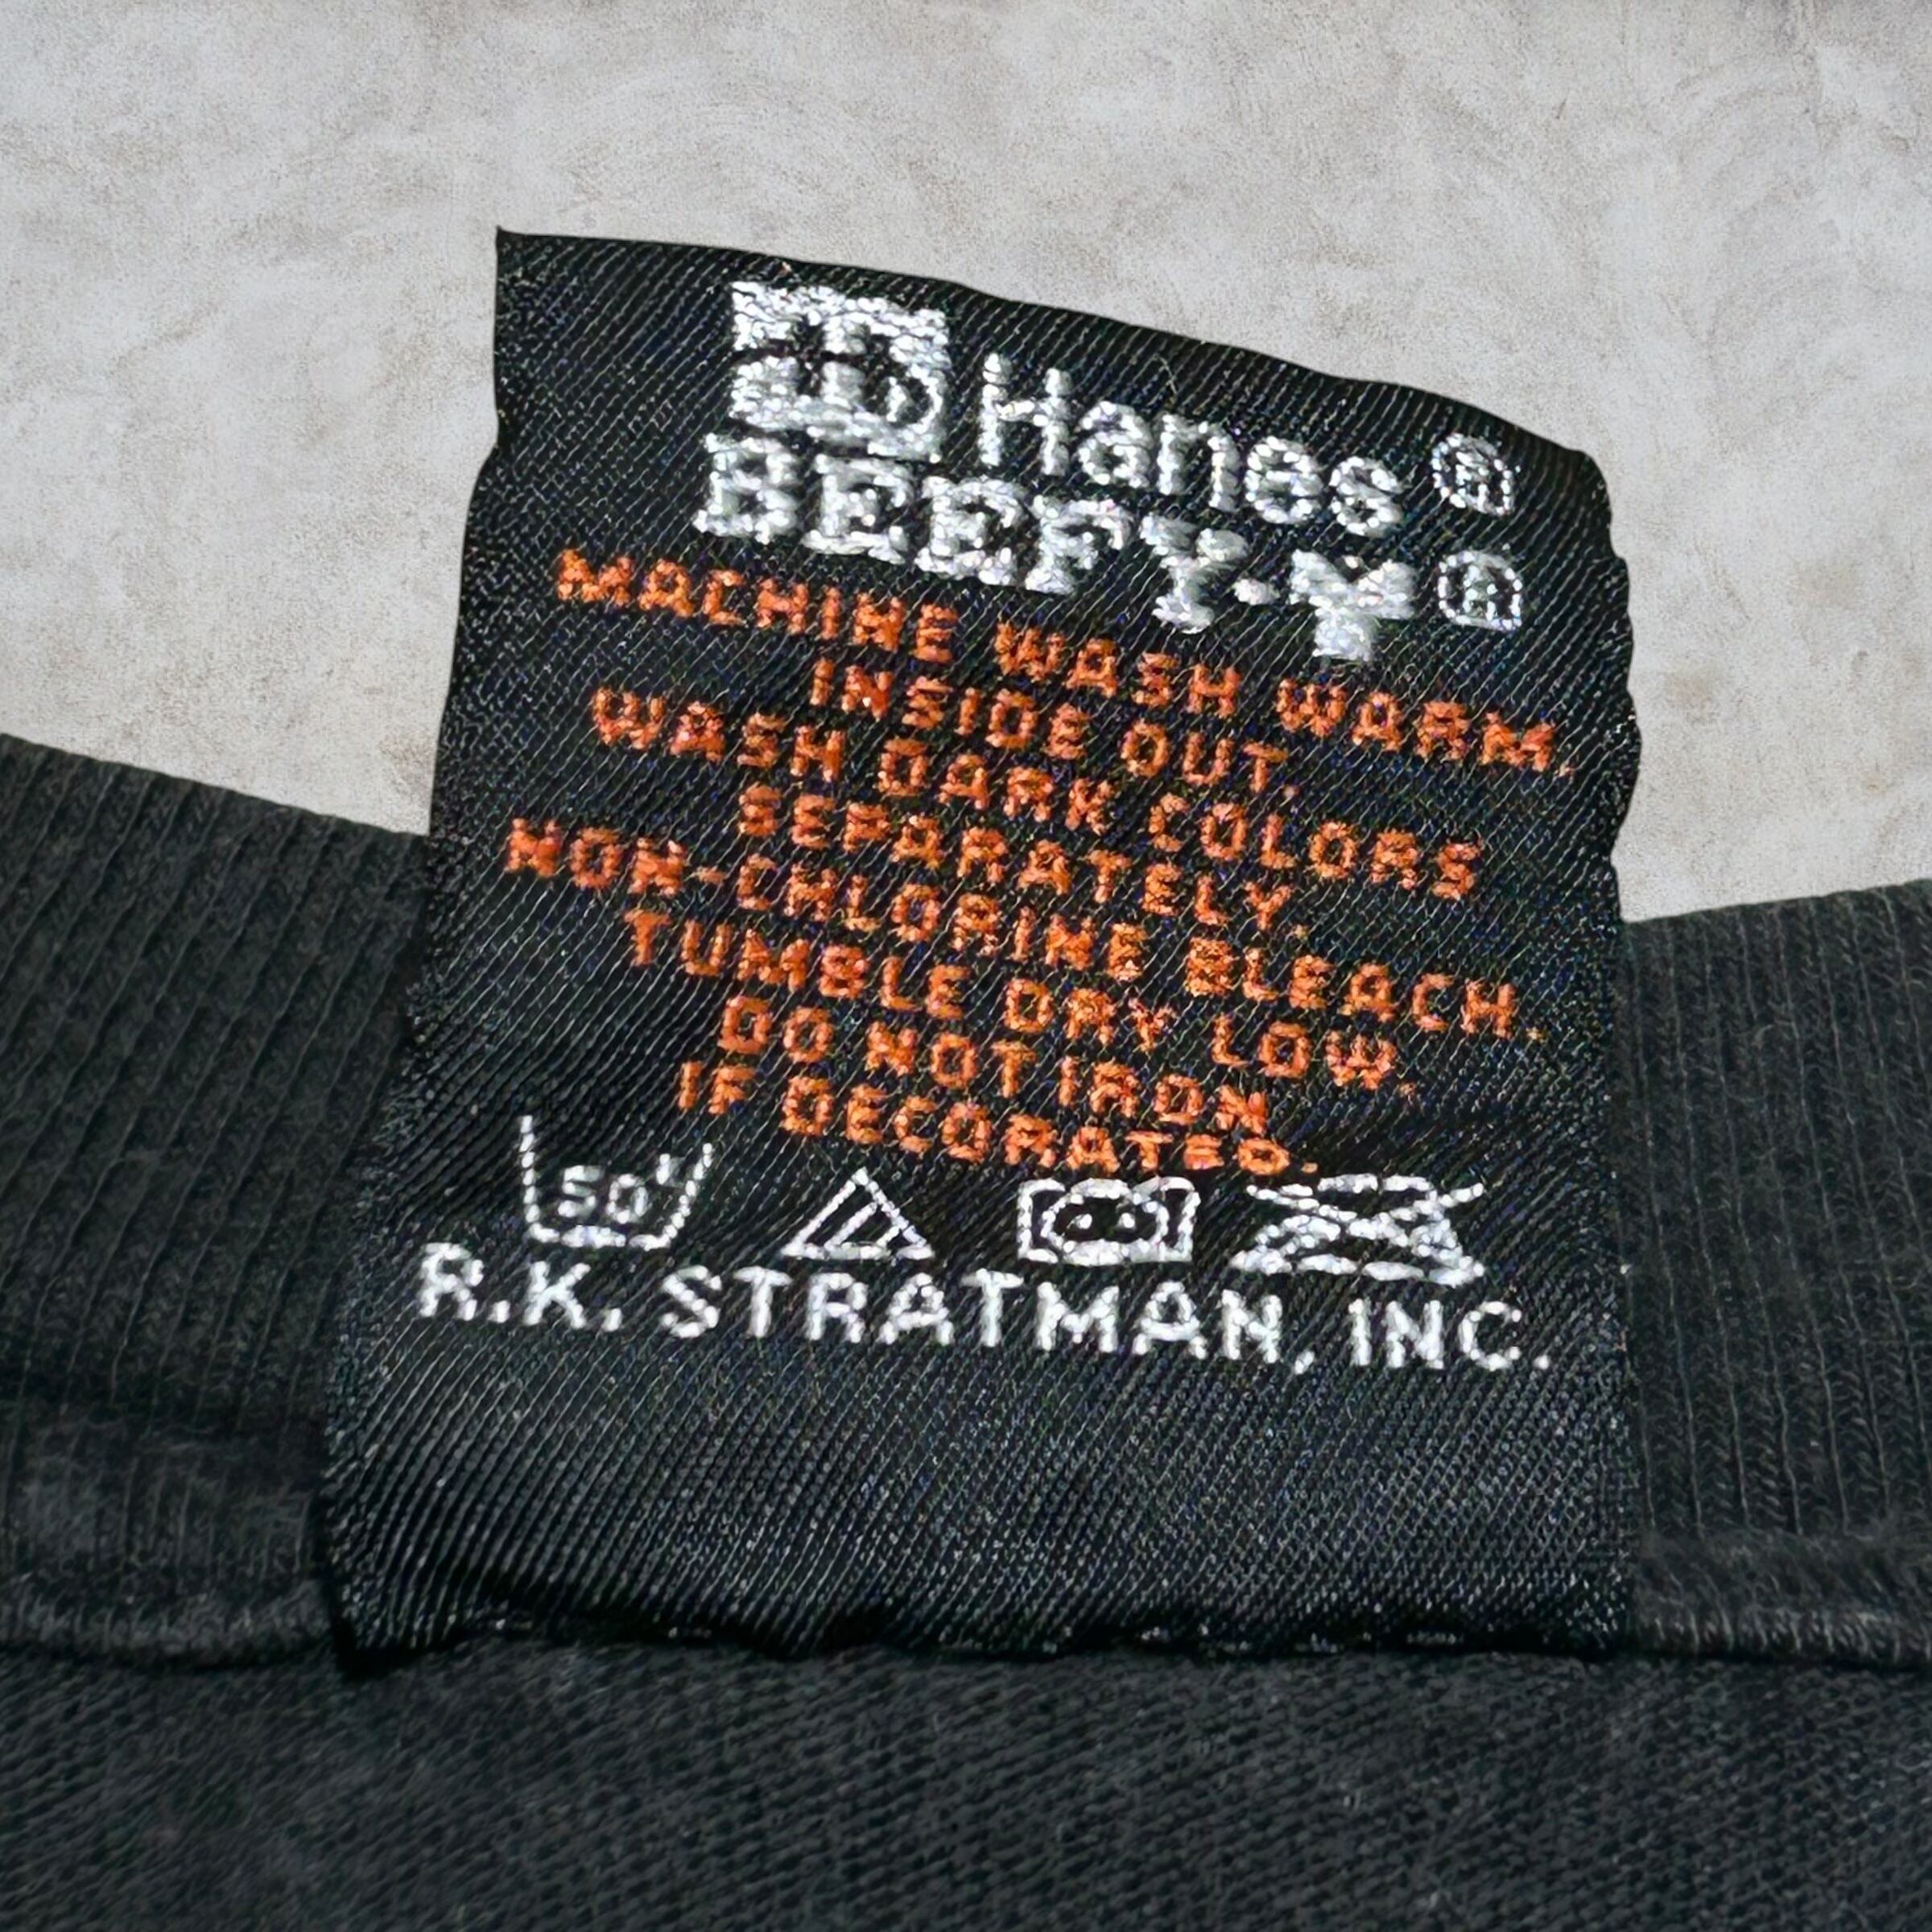 Hanes®
BEEFY-T®
MACHINE WASH WARM.
INSIDE OUT.
WASH DARK COLORS
SEPARATELY.
NON-CHLORINE BLEACH.
TUMBLE DRY LOW.
DO NOT IRON
IF DECORATED.
50°
R.K. STRATMAN, INC.